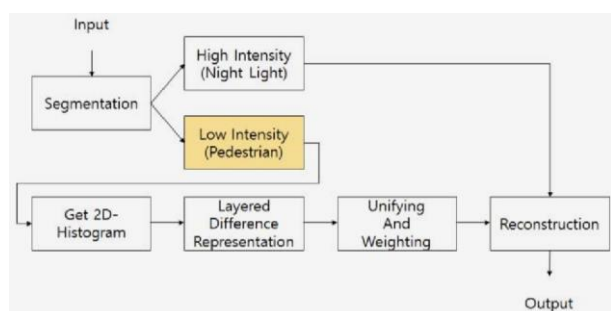 Input
Segmentation
High Intensity
(Night Light)
Low Intensity
(Pedestrian)
Get 2D-
Histogram
Layered
Difference
Representation
Unifying
And
Weighting
Reconstruction
Output